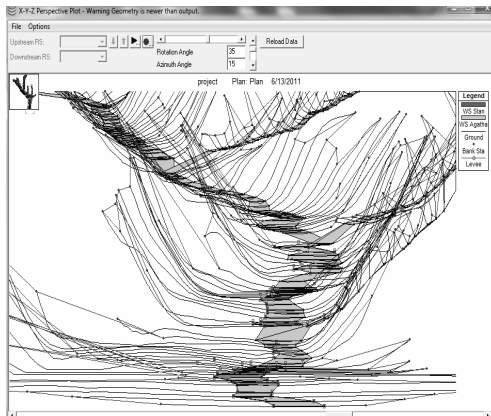 X-Y-Z Perspective Plot - Warning Geometry is newer than output.
File Options
Upstream RS:
Downstream RS:
Rotation Angle 35
Azimuth Angle 15
Reload Data
project Plan: Plan 6/13/2011
Legend
WS Stan
WS Agatha
Ground
Bank Sta
Levee